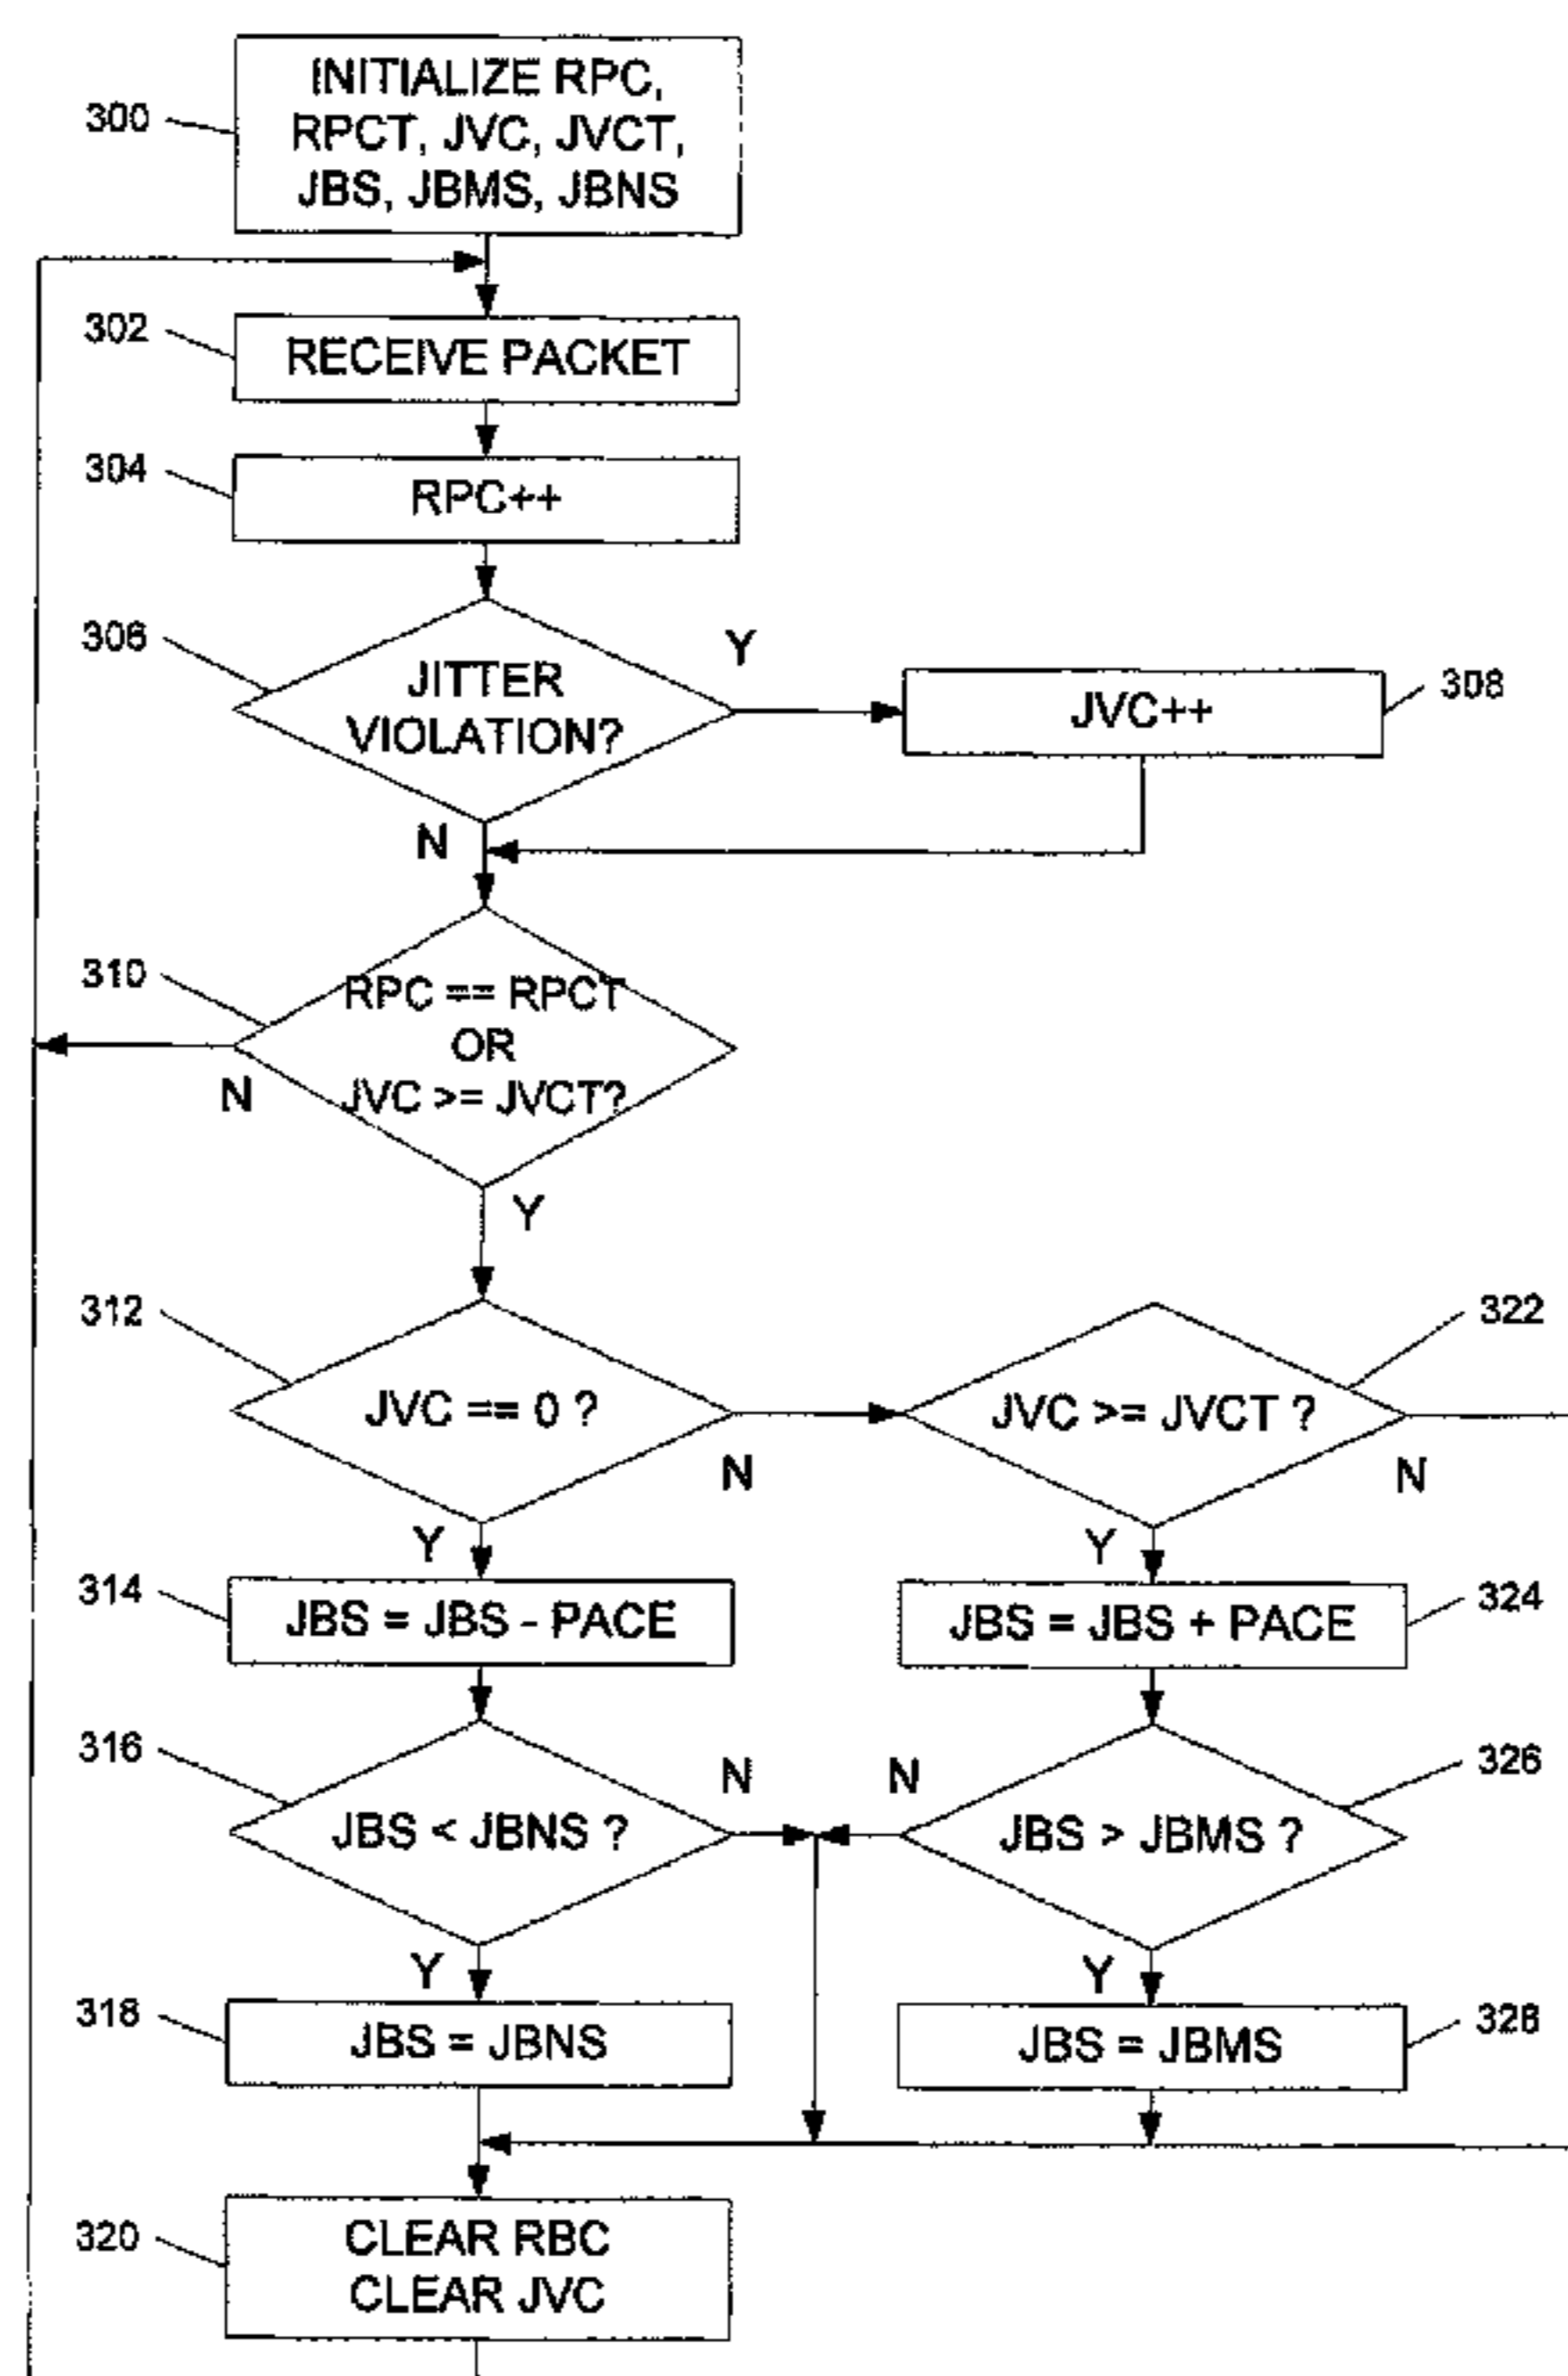 INITIALIZE RPC,
RPCT, JVC, JVCT,
JBS, JBMS, JBNS
300
302
RECEIVE PACKET
304
RPC++
306
JITTER
VIOLATION?
Y
N
JVC++
308
310
RPC == RPCT
OR
JVC >= JVCT?
N
Y
312
JVC == 0 ?
N
Y
322
JVC >= JVCT ?
N
Y
314
JBS = JBS - PACE
324
JBS = JBS + PACE
316
JBS < JBNS ?
N
Y
326
JBS > JBMS ?
N
Y
318
JBS = JBNS
328
JBS = JBMS
320
CLEAR RBC
CLEAR JVC